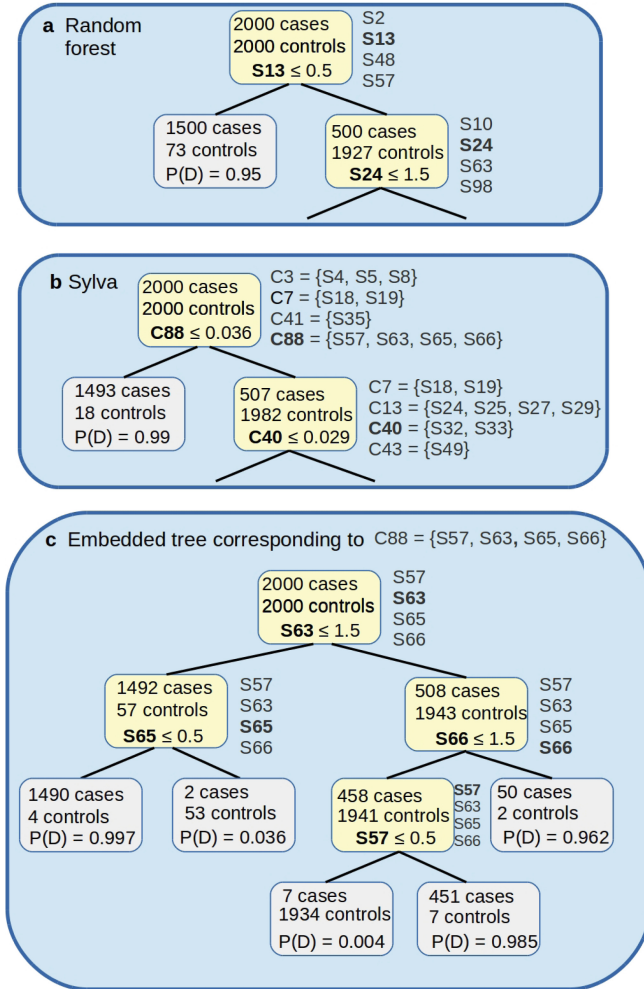 a Random forest
2000 cases
2000 controls
S13 ≤ 0.5
S2
S13
S48
S57
1500 cases
73 controls
P(D) = 0.95
500 cases
1927 controls
S24 ≤ 1.5
S10
S24
S63
S98
b Sylva
2000 cases
2000 controls
C88 ≤ 0.036
C3 = {S4, S5, S8}
C7 = {S18, S19}
C41 = {S35}
C88 = {S57, S63, S65, S66}
1493 cases
18 controls
P(D) = 0.99
507 cases
1982 controls
C40 ≤ 0.029
C7 = {S18, S19}
C13 = {S24, S25, S27, S29}
C40 = {S32, S33}
C43 = {S49}
c Embedded tree corresponding to C88 = {S57, S63, S65, S66}
2000 cases
2000 controls
S63 ≤ 1.5
S57
S63
S65
S66
1492 cases
57 controls
S65 ≤ 0.5
S57
S63
S65
S66
508 cases
1943 controls
S66 ≤ 1.5
S57
S63
S65
S66
1490 cases
4 controls
P(D) = 0.997
2 cases
53 controls
P(D) = 0.036
458 cases
1941 controls
S57 ≤ 0.5
S57
S63
S65
S66
50 cases
2 controls
P(D) = 0.962
7 cases
1934 controls
P(D) = 0.004
451 cases
7 controls
P(D) = 0.985